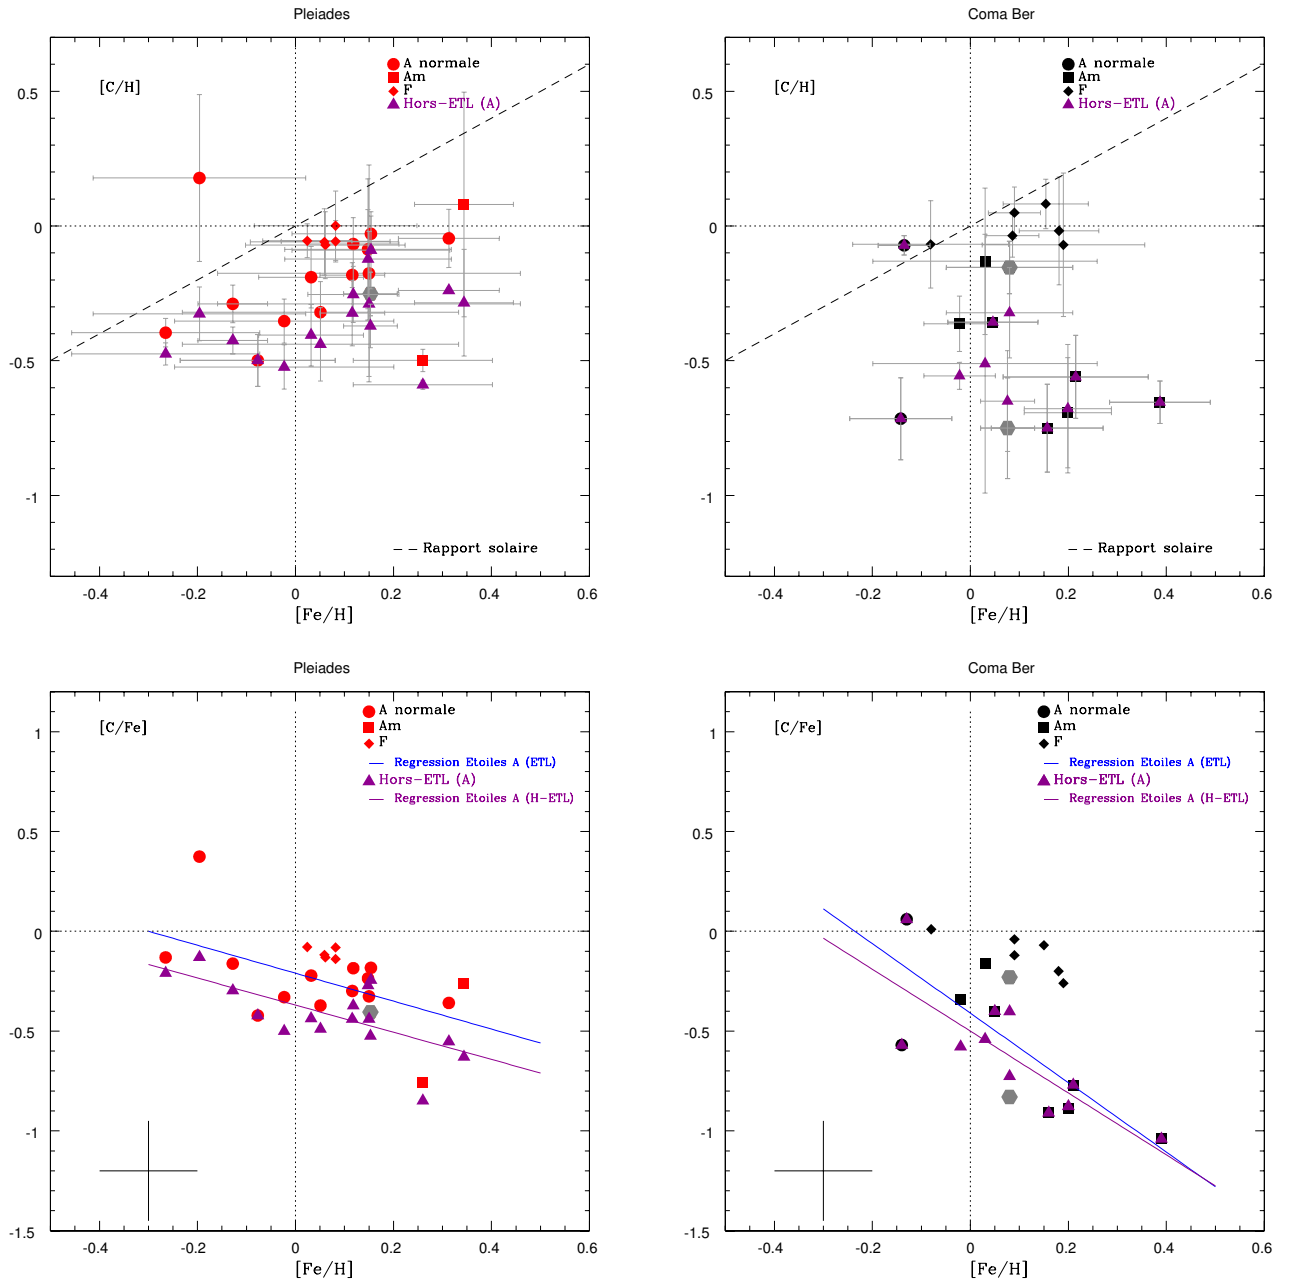 Pleiades
[C/H]
A normale
Am
F
Hors-ETL (A)
0.5
0
-0.5
-1
Rapport solaire
-0.4
-0.2
0
0.2
0.4
0.6
[Fe/H]
Coma Ber
[C/H]
A normale
Am
F
Hors-ETL (A)
0.5
0
-0.5
-1
Rapport solaire
-0.4
-0.2
0
0.2
0.4
0.6
[Fe/H]
Pleiades
[C/Fe]
A normale
Am
F
Regression Etoiles A (ETL)
Hors-ETL (A)
Regression Etoiles A (H-ETL)
1
0.5
0
-0.5
-1
-1.5
-0.4
-0.2
0
0.2
0.4
0.6
[Fe/H]
Coma Ber
[C/Fe]
A normale
Am
F
Regression Etoiles A (ETL)
Hors-ETL (A)
Regression Etoiles A (H-ETL)
1
0.5
0
-0.5
-1
-1.5
-0.4
-0.2
0
0.2
0.4
0.6
[Fe/H]